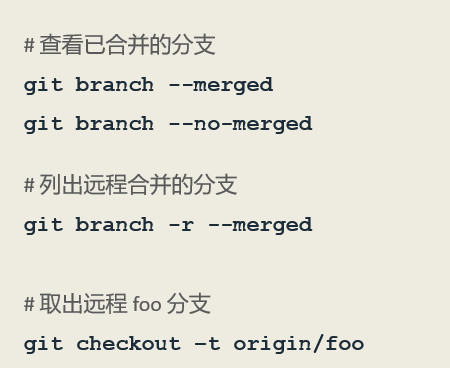 # 查看已合并的分支
git branch --merged
git branch --no-merged
# 列出远程合并的分支
git branch -r --merged
# 取出远程 foo 分支
git checkout –t origin/foo